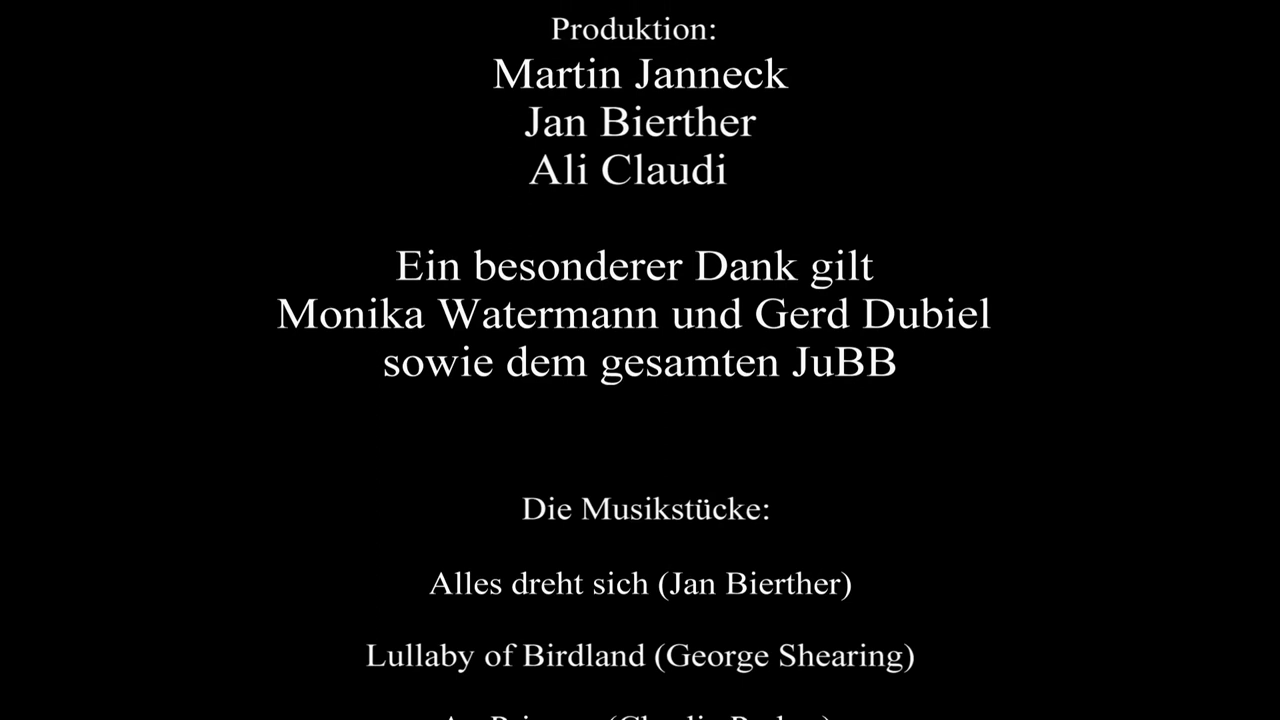 Produktion:
Martin Janneck
Jan Bierther
Ali Claudi
Ein besonderer Dank gilt
Monika Watermann und Gerd Dubiel
sowie dem gesamten JuBB
Die Musikstücke:
Alles dreht sich (Jan Bierther)
Lullaby of Birdland (George Shearing)